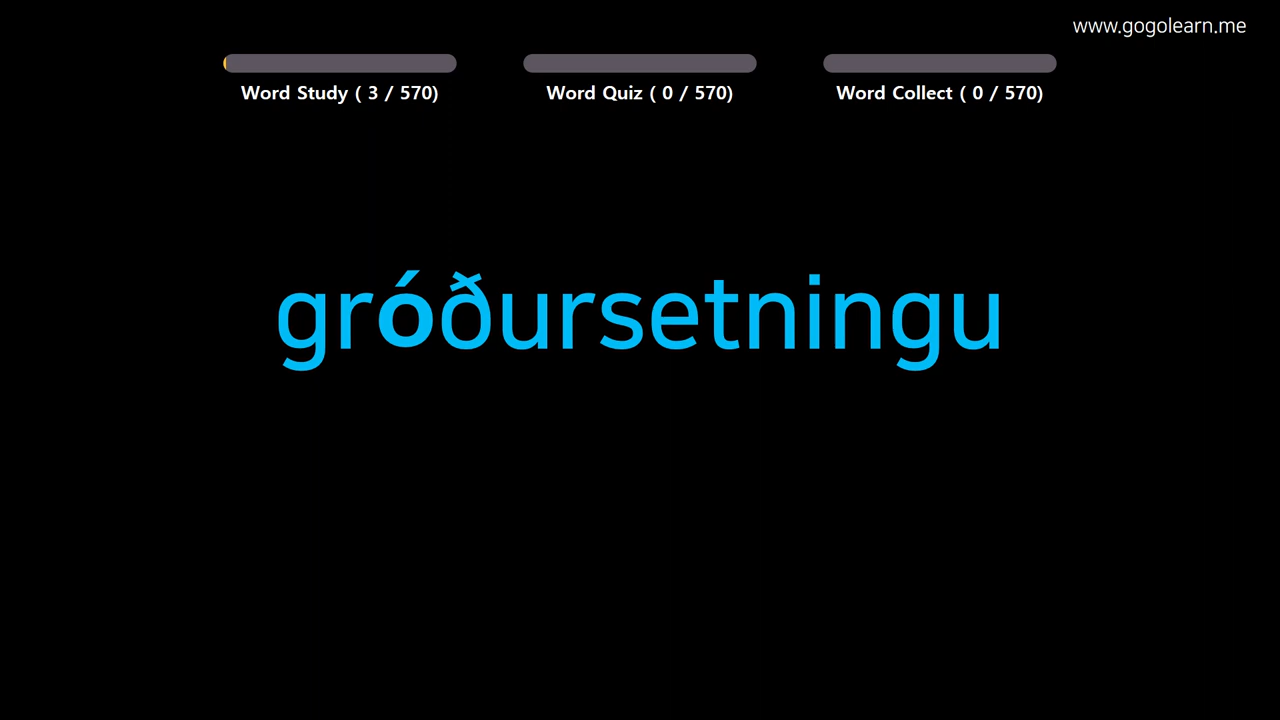 www.gogolearn.me
Word Study ( 3 / 570)
Word Quiz ( 0 / 570)
Word Collect ( 0 / 570)
gróðursetningu